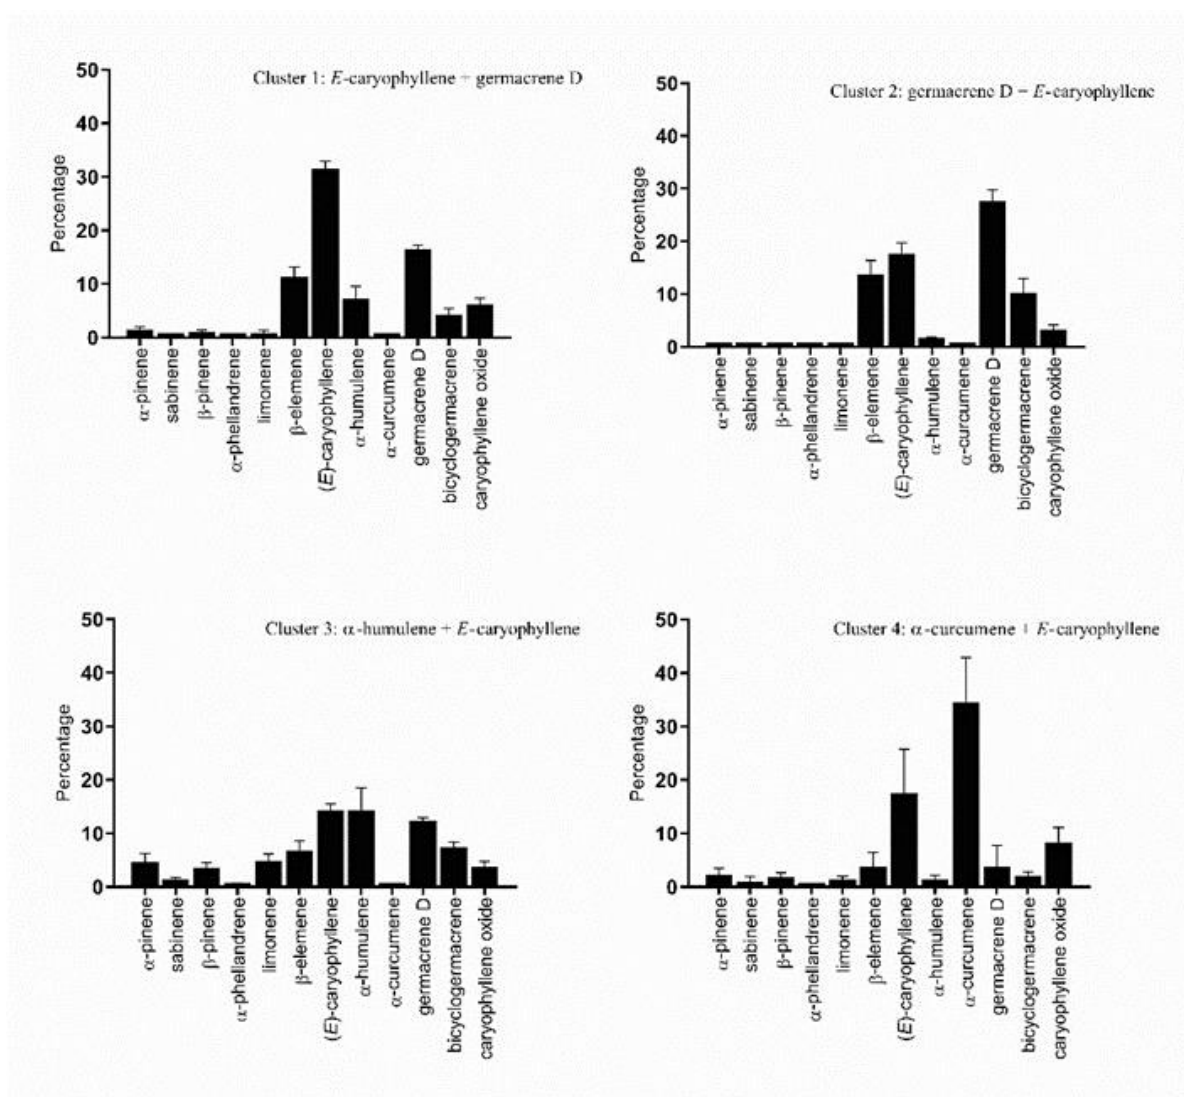 Cluster 1: E-caryophyllene + germacrene D
Percentage
50
40
30
20
10
0
α-pinene
sabinene
β-pinene
α-phellandrene
limonene
β-elemene
(E)-caryophyllene
α-humulene
α-curcumene
germacrene D
bicyclogermacrene
caryophyllene oxide
Cluster 2: germacrene D + E-caryophyllene
Percentage
50
40
30
20
10
0
α-pinene
sabinene
β-pinene
α-phellandrene
limonene
β-elemene
(E)-caryophyllene
α-humulene
α-curcumene
germacrene D
bicyclogermacrene
caryophyllene oxide
Cluster 3: α-humulene + E-caryophyllene
Percentage
50
40
30
20
10
0
α-pinene
sabinene
β-pinene
α-phellandrene
limonene
β-elemene
(E)-caryophyllene
α-humulene
α-curcumene
germacrene D
bicyclogermacrene
caryophyllene oxide
Cluster 4: α-curcumene + E-caryophyllene
Percentage
50
40
30
20
10
0
α-pinene
sabinene
β-pinene
α-phellandrene
limonene
β-elemene
(E)-caryophyllene
α-humulene
α-curcumene
germacrene D
bicyclogermacrene
caryophyllene oxide